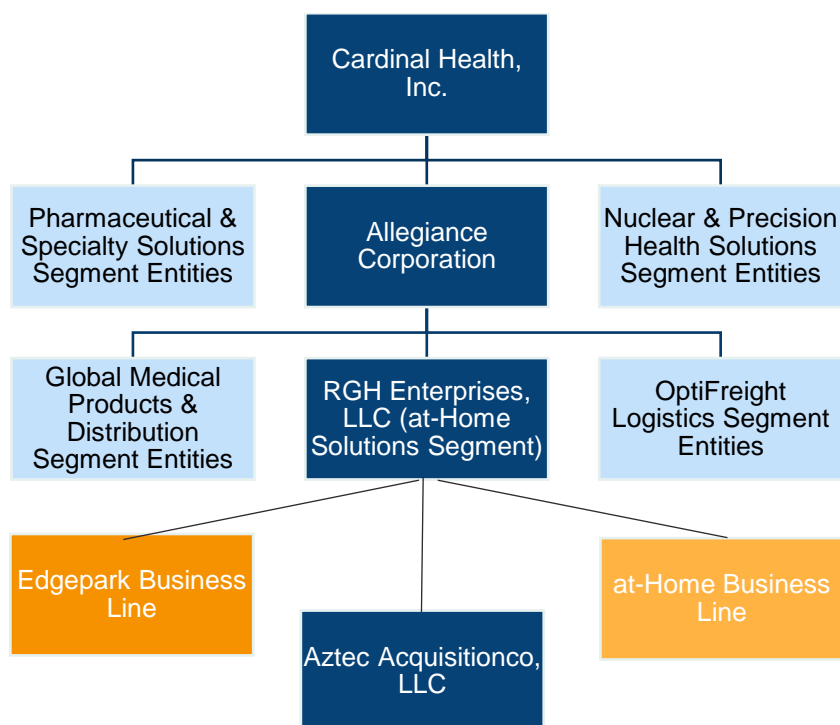 Cardinal Health,
Inc.
Pharmaceutical &
Specialty Solutions
Segment Entities
Allegiance
Corporation
Nuclear & Precision
Health Solutions
Segment Entities
Global Medical
Products &
Distribution
Segment Entities
RGH Enterprises,
LLC (at-Home
Solutions Segment)
OptiFreight
Logistics Segment
Entities
Edgepark Business
Line
Aztec Acquisitionco,
LLC
at-Home Business
Line